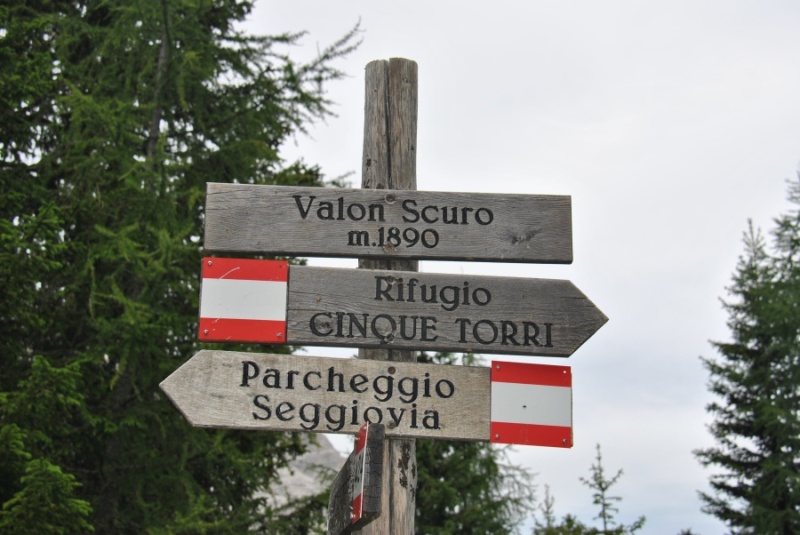 Valon Scuro
m.1890
Rifugio
CINQUE TORRI
Parcheggio
Seggiovia